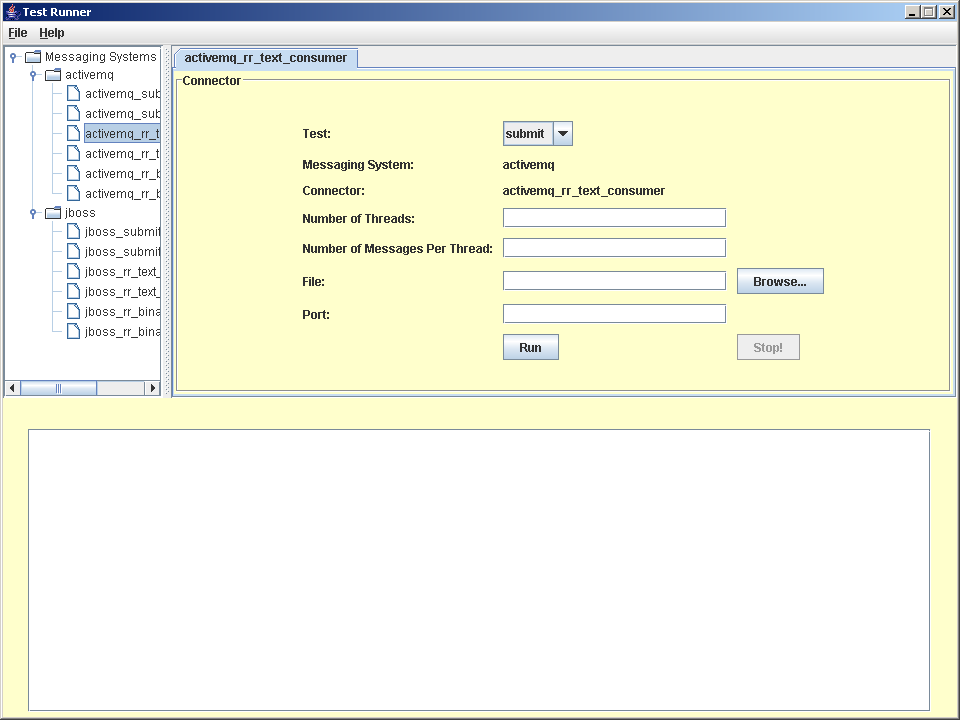 Test Runner
File Help
Messaging Systems
activemq
activemq_sub
activemq_sub
activemq_rr_t
activemq_rr_t
activemq_rr_b
activemq_rr_b
jboss
jboss_submit
jboss_submit
jboss_rr_text_
jboss_rr_text_
jboss_rr_bina
jboss_rr_bina
activemq_rr_text_consumer
Connector
Test: submit
Messaging System: activemq
Connector: activemq_rr_text_consumer
Number of Threads:
Number of Messages Per Thread:
File: Browse...
Port:
Run Stop!